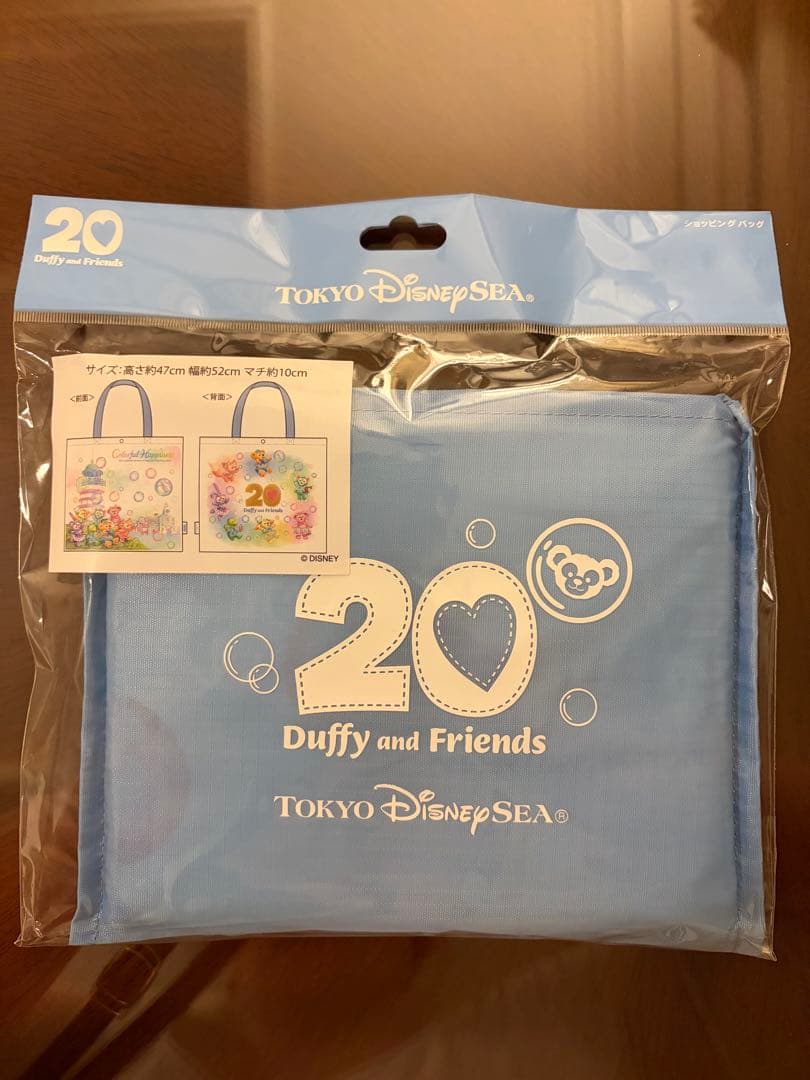 20
Duffy and Friends
ショッピング バッグ
TOKYO DISNEYSEA®
サイズ:高さ約47cm 幅約52cm マチ約10cm
<前面>
<背面>
Colorful Happiness
20
Duffy and Friends
© DISNEY
20
Duffy and Friends
TOKYO DISNEYSEA®